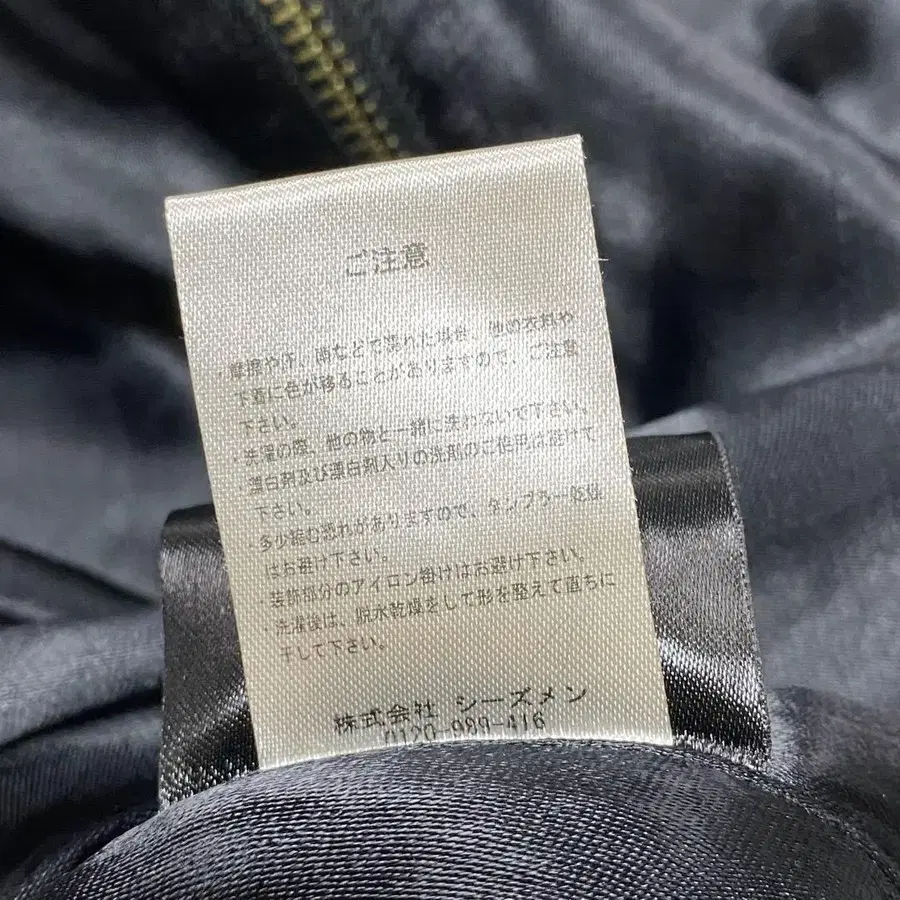 ご注意
・摩擦や汗、雨などで濡れた場合、他の衣料や
下着に色が移ることがありますので、ご注意
下さい。
・洗濯の際、他の物と一緒に洗わないで下さい。
漂白剤及び漂白剤入りの洗剤のご使用は避けて
下さい。
・多少縮む恐れがありますので、タンブラー乾燥
はお避け下さい。
・装飾部分のアイロン掛けはお避け下さい。
・洗濯後は、脱水乾燥をして形を整えて直ちに
干して下さい。
株式会社 シーズメン
0120-989-416